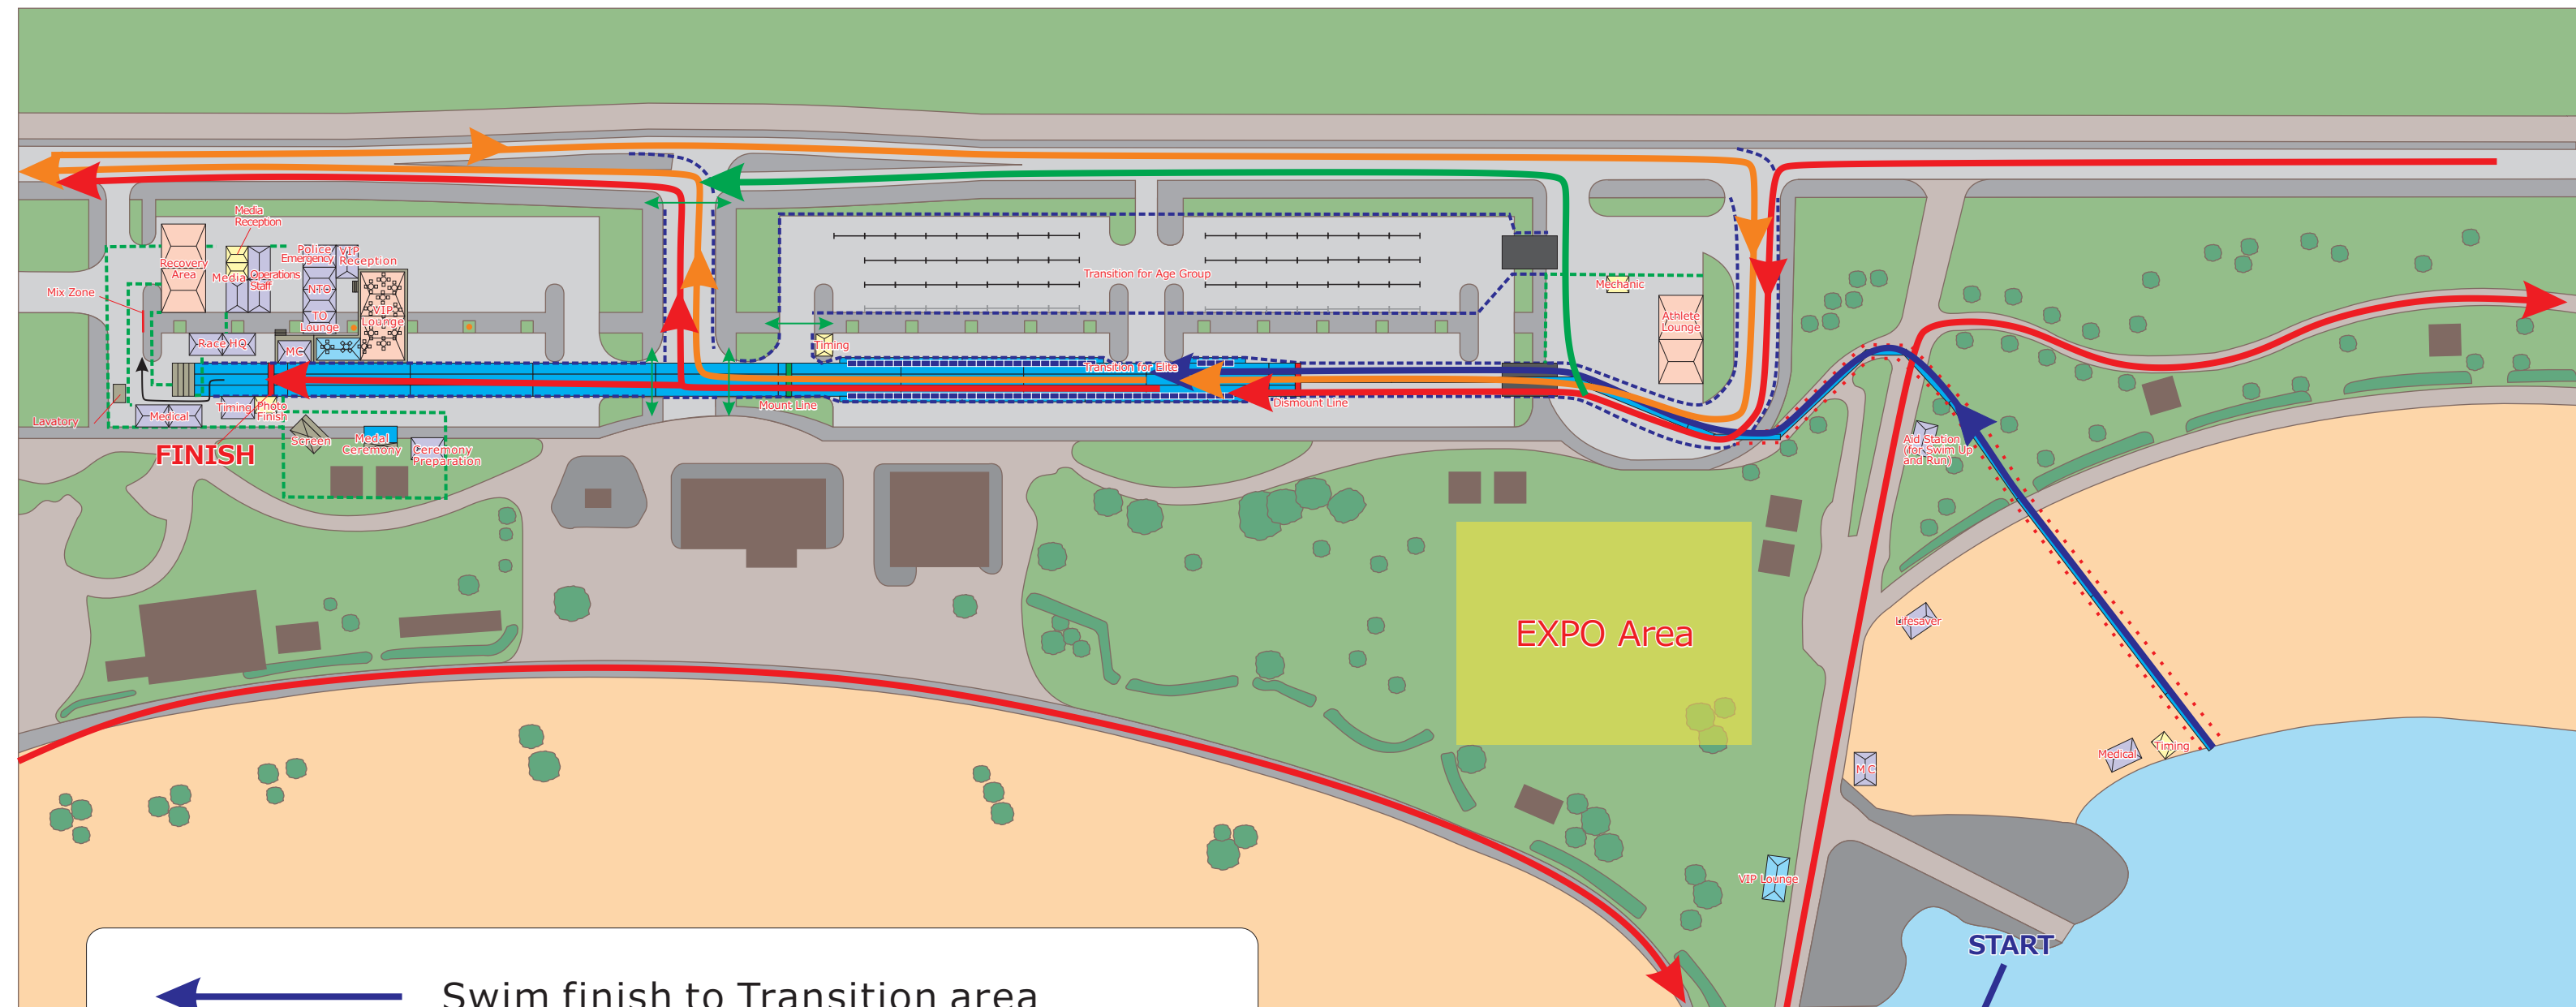 Media
Reception
Police
Emergency
VIP
Reception
Recovery
Area
Media
Operations
Staff
NTO
Mix Zone
TO
Lounge
VIP
Lounge
Race HQ
MC
Lavatory
Medical
Timing
Photo
Finish
FINISH
Screen
Medal
Ceremony
Ceremony
Preparation
Timing
Mount Line
Transition for Age Group
Transition for Elite
Dismount Line
Mechanic
Athlete
Lounge
Aid Station
(for Swim Up
and Run)
EXPO Area
Lifesaver
Medical
Timing
M C
VIP Lounge
START
Swim finish to Transition area